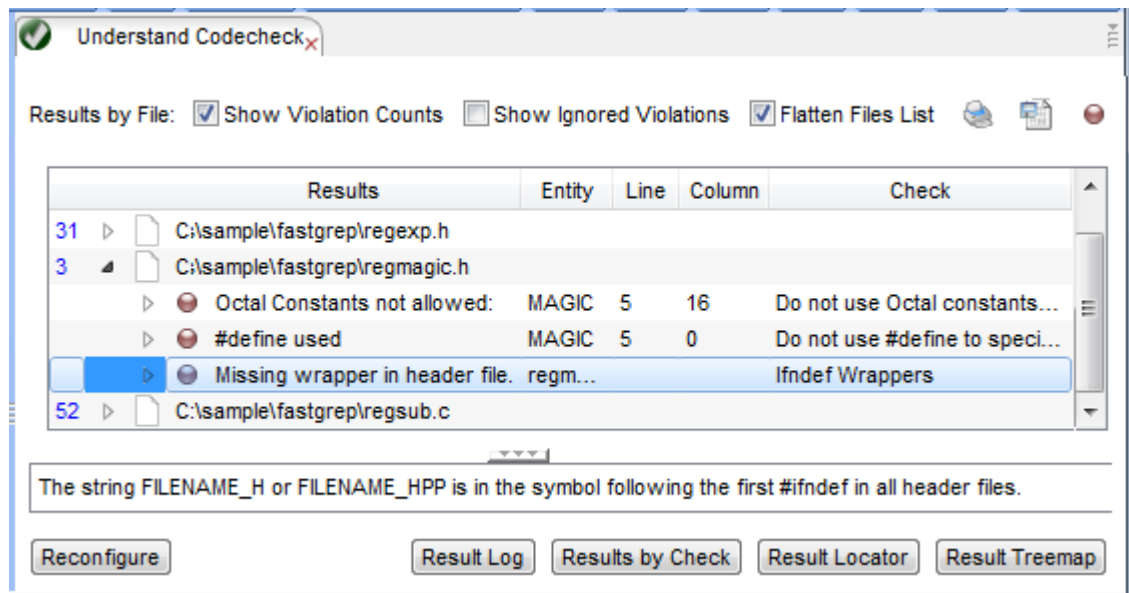 Understand Codecheck
Results by File: Show Violation Counts Show Ignored Violations Flatten Files List
Results Entity Line Column Check
31 C:\sample\fastgrep\regexp.h
3 C:\sample\fastgrep\regmagic.h
Octal Constants not allowed: MAGIC 5 16 Do not use Octal constants...
#define used MAGIC 5 0 Do not use #define to speci...
Missing wrapper in header file. regm... Ifndef Wrappers
52 C:\sample\fastgrep\regsub.c
The string FILENAME_H or FILENAME_HPP is in the symbol following the first #ifndef in all header files.
Reconfigure Result Log Results by Check Result Locator Result Treemap